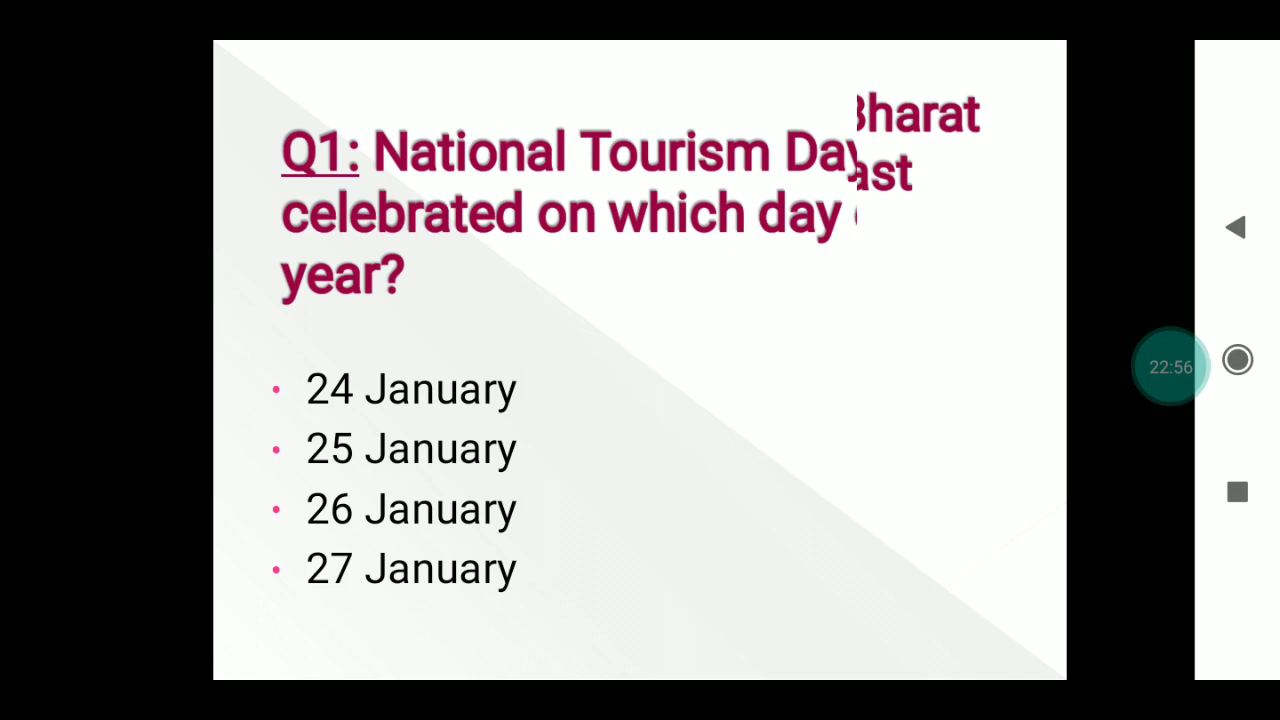 Bharat
Q1: National Tourism Day
ast
celebrated on which day
year?
24 January
25 January
26 January
27 January
22:56